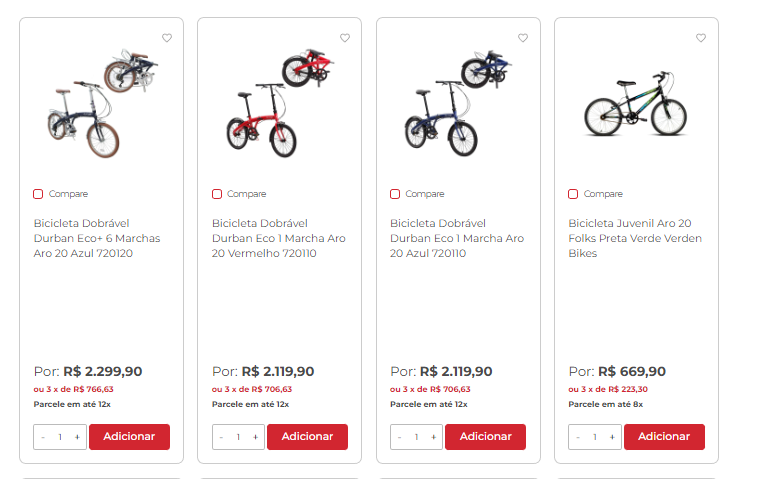 Compare
Bicicleta Dobrável
Durban Eco+ 6 Marchas
Aro 20 Azul 720120
Por: R$ 2.299,90
ou 3 x de R$ 766,63
Parcele em até 12x
- 1 + Adicionar
Compare
Bicicleta Dobrável
Durban Eco 1 Marcha Aro
20 Vermelho 720110
Por: R$ 2.119,90
ou 3 x de R$ 706,63
Parcele em até 12x
- 1 + Adicionar
Compare
Bicicleta Dobrável
Durban Eco 1 Marcha Aro
20 Azul 720110
Por: R$ 2.119,90
ou 3 x de R$ 706,63
Parcele em até 12x
- 1 + Adicionar
Compare
Bicicleta Juvenil Aro 20
Folks Preta Verde Verden
Bikes
Por: R$ 669,90
ou 3 x de R$ 223,30
Parcele em até 8x
- 1 + Adicionar